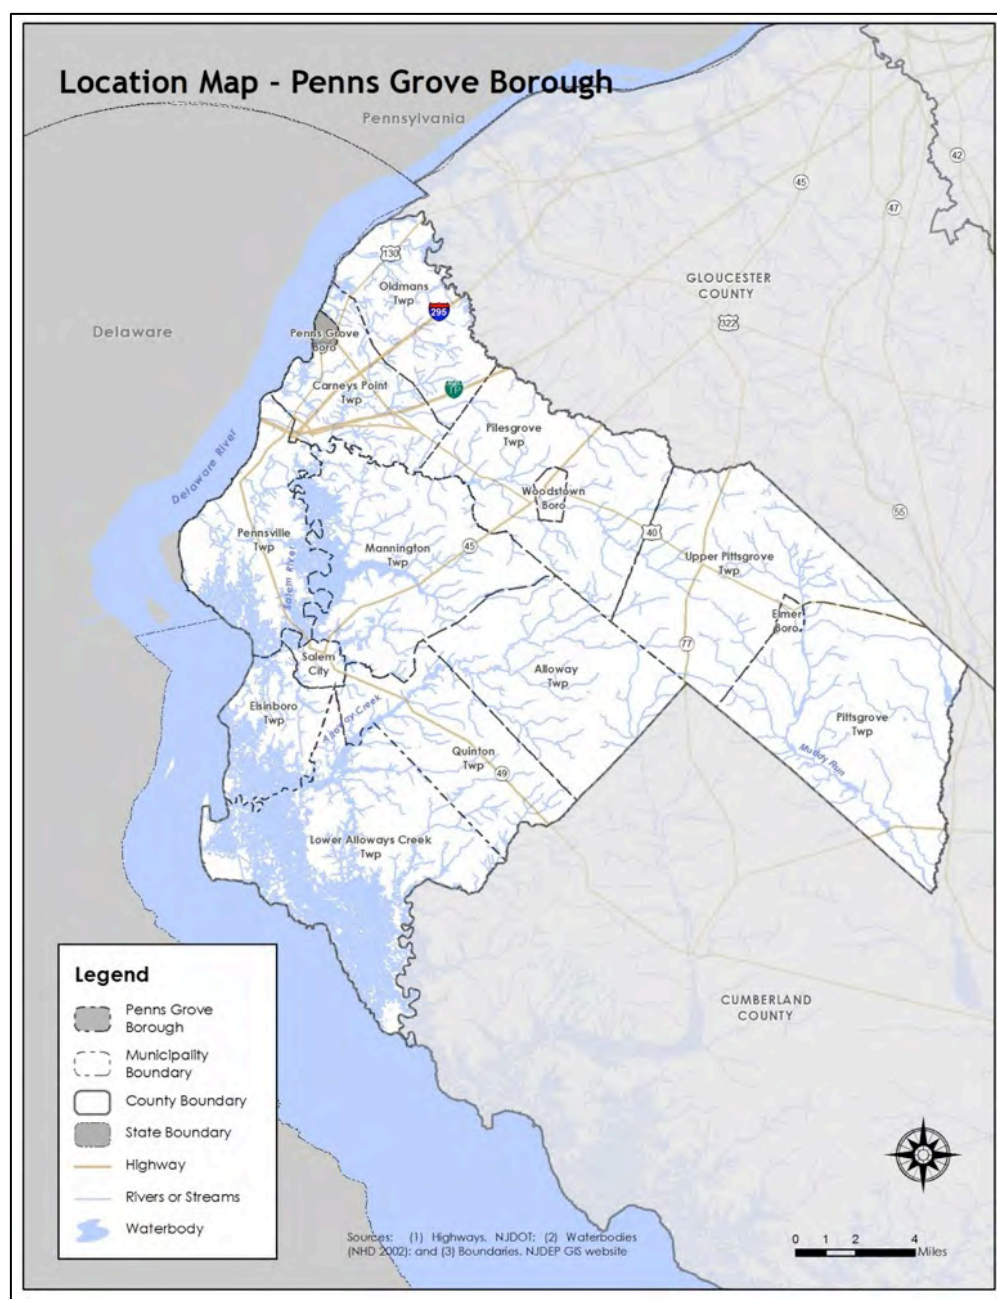 Location Map - Penns Grove Borough
Pennsylvania
42
45
47
130
GLOUCESTER
COUNTY
Oldmans
Twp
295
322
Delaware
Penns Grove
Boro
Carneys Point
Twp
TP
Pilesgrove
Twp
Delaware River
Woodstown
Boro
55
Pennsville
Twp
40
Mannington
Twp
45
Upper Pittsgrove
Twp
Salem River
Elmer
Boro
77
Salem
City
Alloway
Twp
Elsinboro
Twp
Alloway Creek
Pittsgrove
Twp
Quinton
Twp
Muddy Run
49
Lower Alloways Creek
Twp
CUMBERLAND
COUNTY
Legend
Penns Grove
Borough
Municipality
Boundary
County Boundary
State Boundary
Highway
Rivers or Streams
Waterbody
Sources: (1) Highways, NJDOT; (2) Waterbodies
(NHD 2002); and (3) Boundaries, NJDEP GIS website
0 1 2 4
Miles